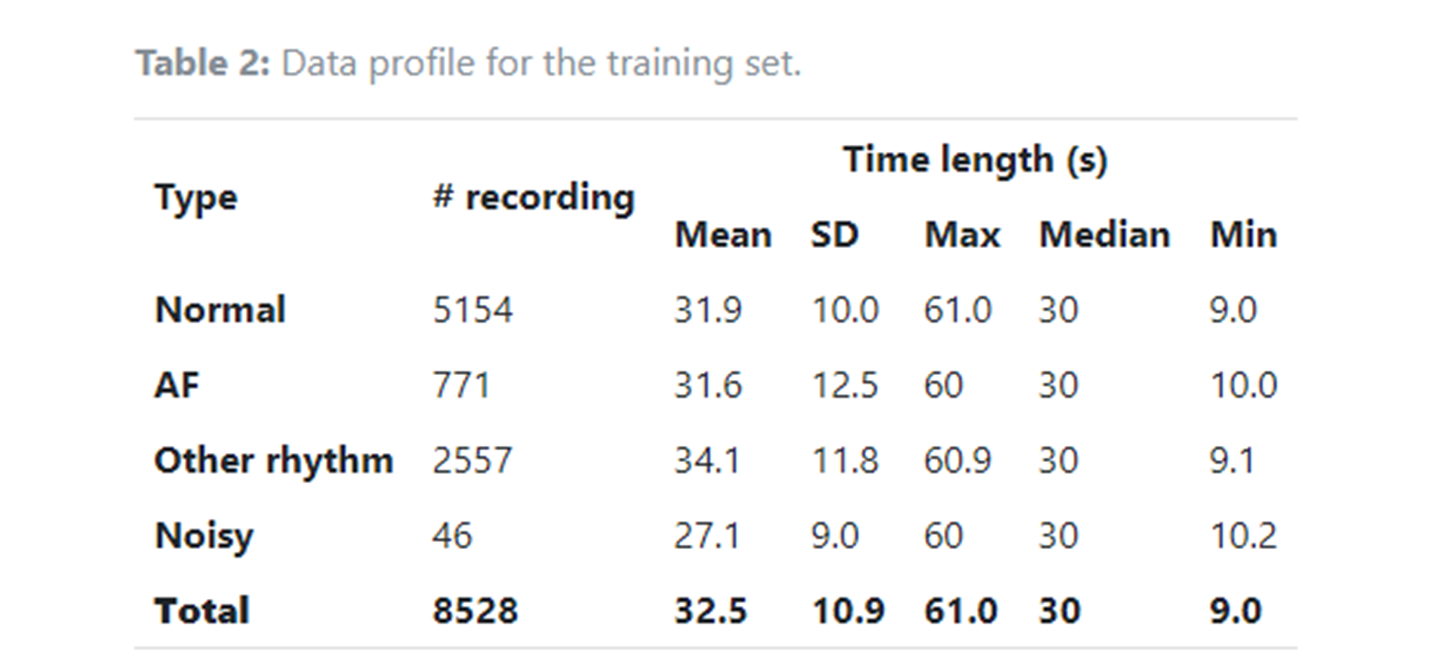 Table 2: Data profile for the training set.
Type # recording Time length (s)
Mean SD Max Median Min
Normal 5154 31.9 10.0 61.0 30 9.0
AF 771 31.6 12.5 60 30 10.0
Other rhythm 2557 34.1 11.8 60.9 30 9.1
Noisy 46 27.1 9.0 60 30 10.2
Total 8528 32.5 10.9 61.0 30 9.0